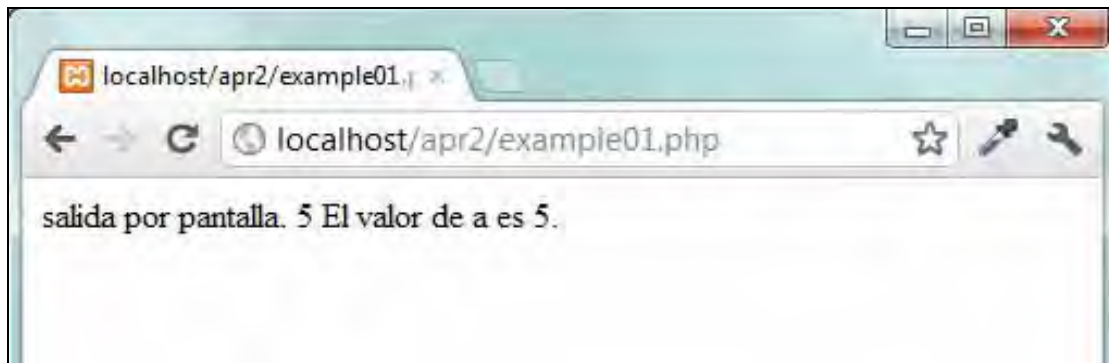 localhost/apr2/example01.p
localhost/apr2/example01.php
salida por pantalla. 5 El valor de a es 5.